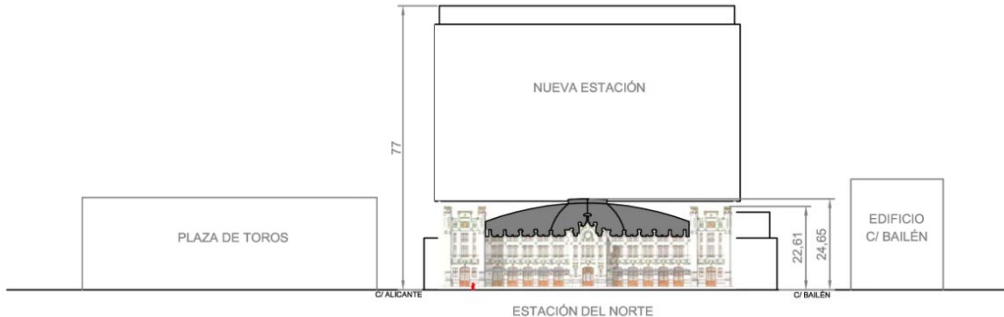 NUEVA ESTACIÓN
77
PLAZA DE TOROS
22,61
24,65
EDIFICIO
C/ BAILÉN
C/ ALICANTE
C/ BAILÉN
ESTACIÓN DEL NORTE